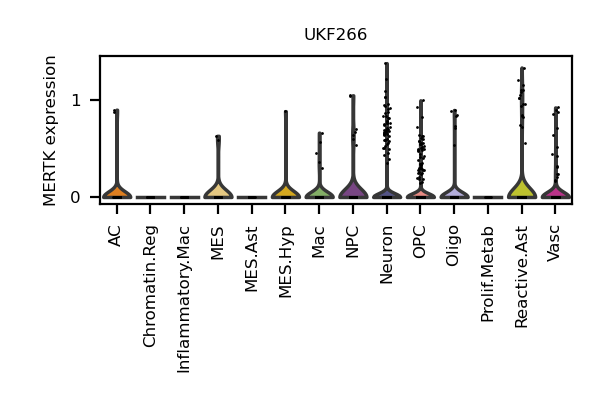 UKF266
MERTK expression
1
0
AC
Chromatin.Reg
Inflammatory.Mac
MES
MES.Ast
MES.Hyp
Mac
NPC
Neuron
OPC
Oligo
Prolif.Metab
Reactive.Ast
Vasc